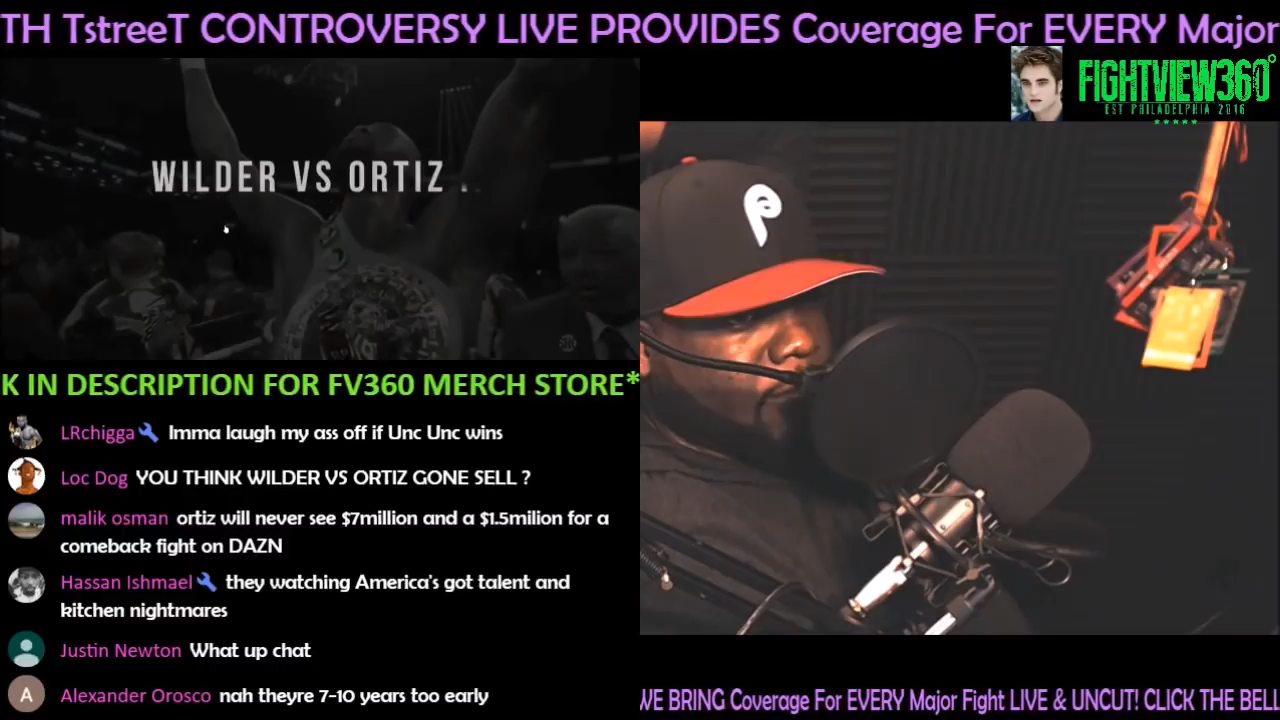 TH TstreeT CONTROVERSY LIVE PROVIDES Coverage For EVERY Major
FIGHTVIEW360°
EST PHILADELPHIA 2016
WILDER VS ORTIZ
P
K IN DESCRIPTION FOR FV360 MERCH STORE*
LRchigga Imma laugh my ass off if Unc Unc wins
Loc Dog YOU THINK WILDER VS ORTIZ GONE SELL ?
malik osman ortiz will never see $7million and a $1.5milion for a
comeback fight on DAZN
Hassan Ishmael they watching America's got talent and
kitchen nightmares
Justin Newton What up chat
A Alexander Orosco nah theyre 7-10 years too early
WE BRING Coverage For EVERY Major Fight LIVE & UNCUT! CLICK THE BELL